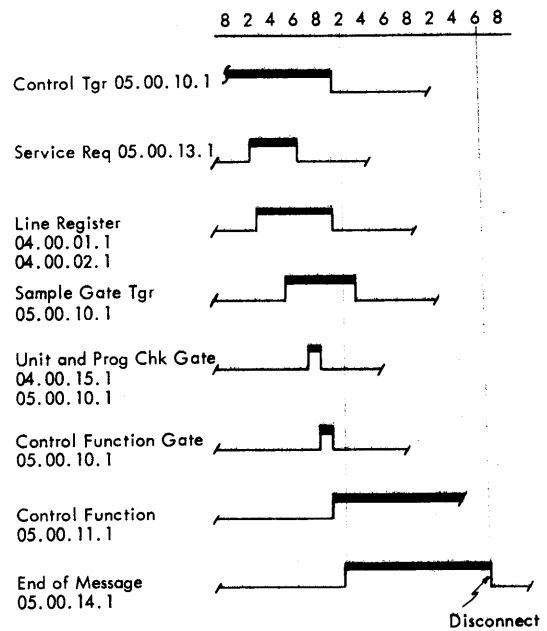 8 2 4 6 8 2 4 6 8 2 4 6 8
Control Tgr 05.00.10.1
Service Req 05.00.13.1
Line Register
04.00.01.1
04.00.02.1
Sample Gate Tgr
05.00.10.1
Unit and Prog Chk Gate
04.00.15.1
05.00.10.1
Control Function Gate
05.00.10.1
Control Function
05.00.11.1
End of Message
05.00.14.1
Disconnect